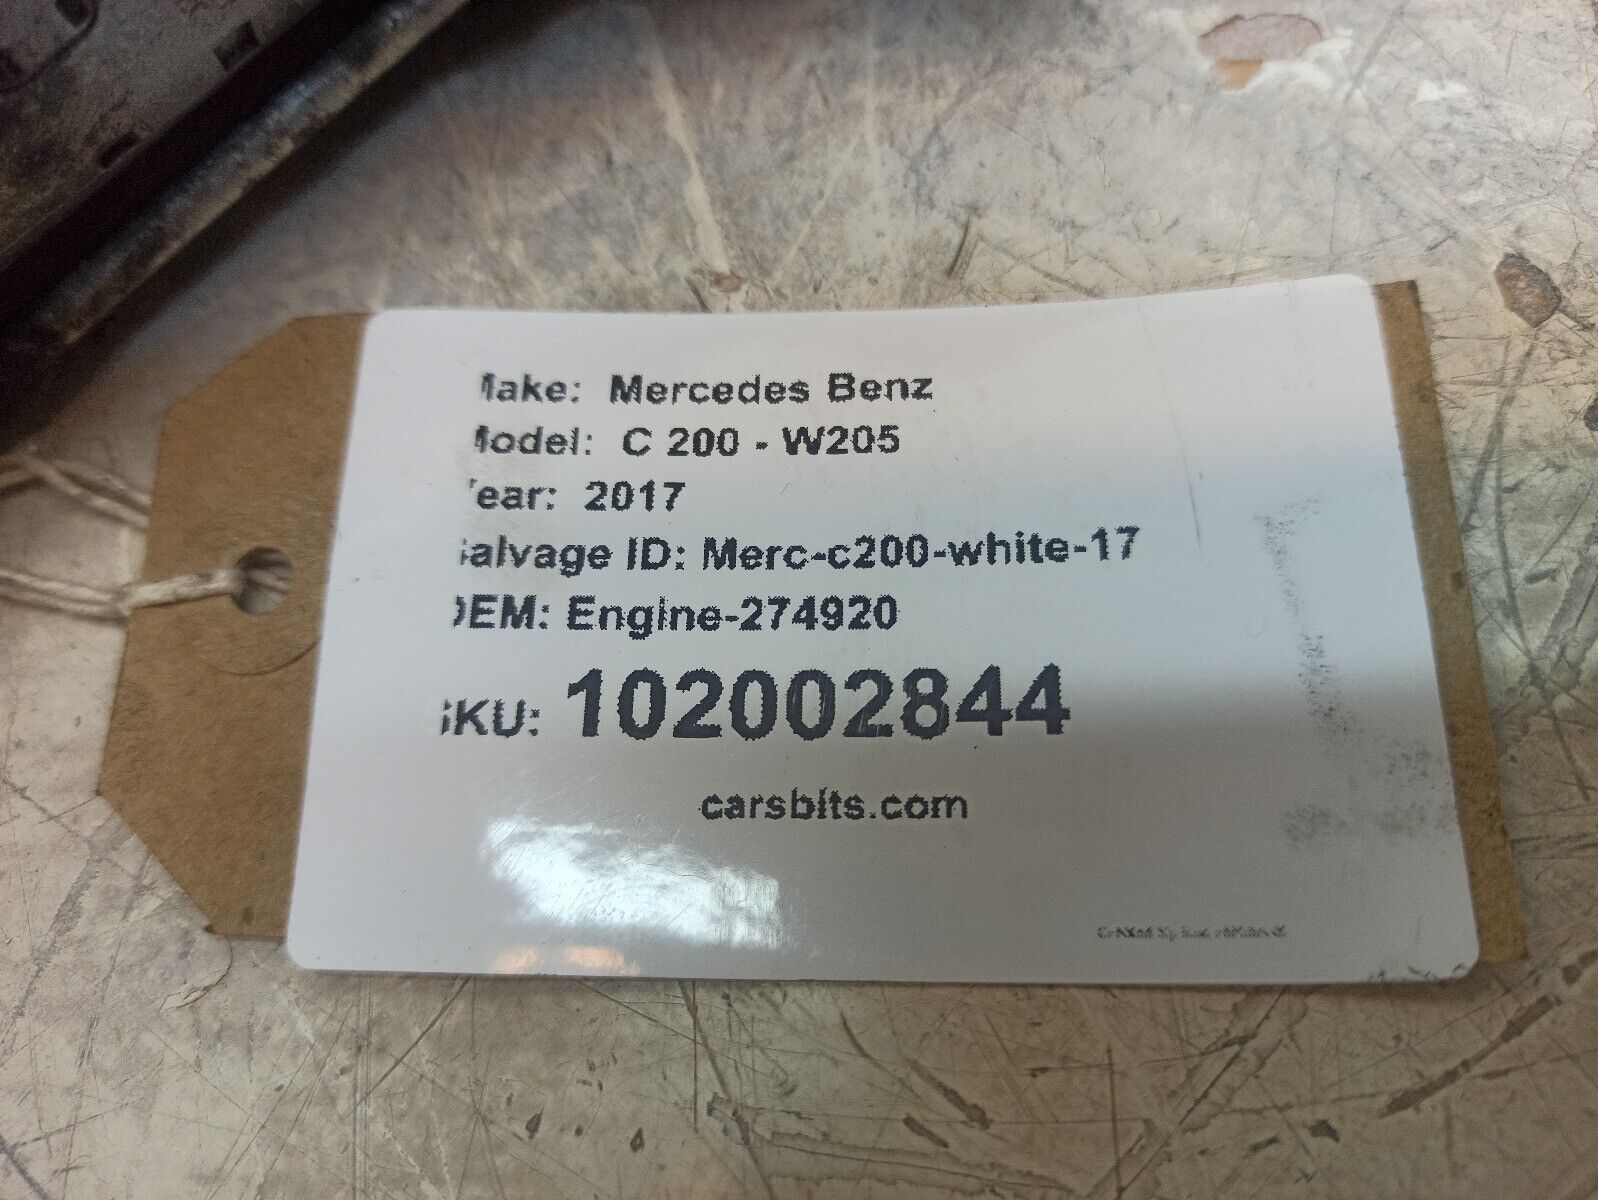 Make: Mercedes Benz
Model: C 200 - W205
Year: 2017
Salvage ID: Merc-c200-white-17
OEM: Engine-274920
SKU: 102002844
carsbits.com